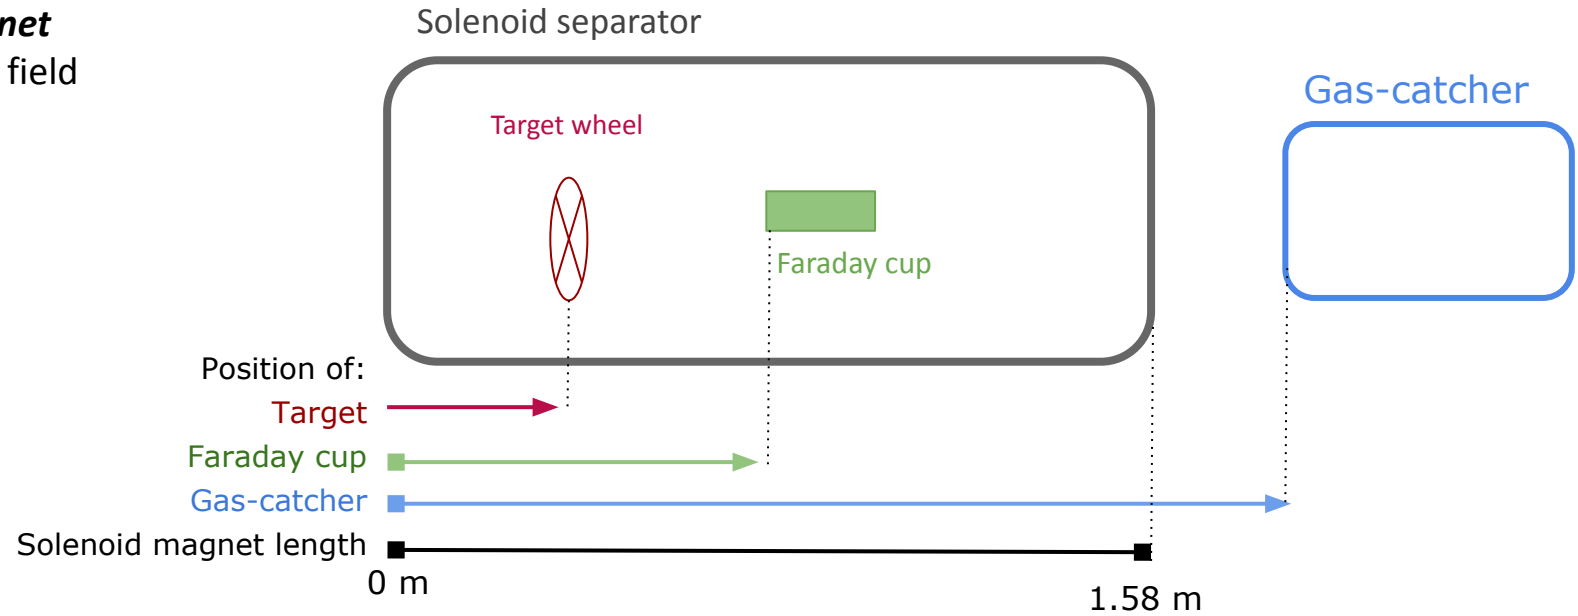 net
field
Solenoid separator
Gas-catcher
Target wheel
Faraday cup
Position of:
Target
Faraday cup
Gas-catcher
Solenoid magnet length
0 m
1.58 m